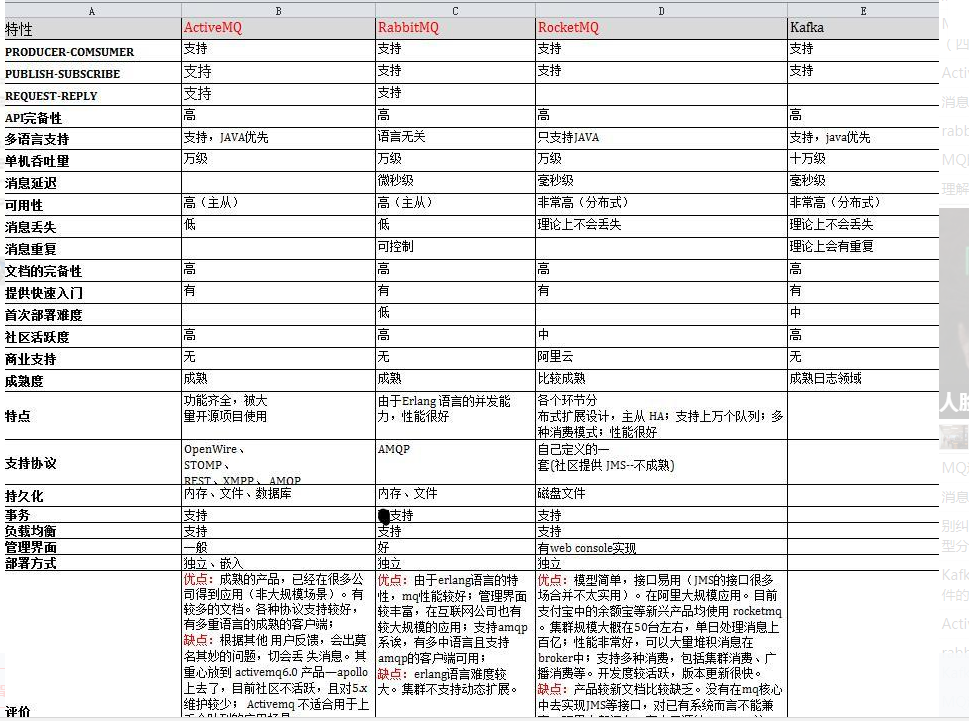 A B C D E
特性 ActiveMQ RabbitMQ RocketMQ Kafka
PRODUCER-COMSUMER 支持 支持 支持 支持
PUBLISH-SUBSCRIBE 支持 支持 支持 支持
REQUEST-REPLY 支持 支持
API完备性 高 高 高 高
多语言支持 支持，JAVA优先 语言无关 只支持JAVA 支持，java优先
单机吞吐量 万级 万级 万级 十万级
消息延迟 微秒级 毫秒级 毫秒级
可用性 高（主从） 高（主从） 非常高（分布式） 非常高（分布式）
消息丢失 低 低 理论上不会丢失 理论上不会丢失
消息重复 可控制 理论上会有重复
文档的完备性 高 高 高 高
提供快速入门 有 有 有 有
首次部署难度 低 中
社区活跃度 高 高 中 高
商业支持 无 无 阿里云 无
成熟度 成熟 成熟 比较成熟 成熟日志领域
特点
功能齐全，被大
量开源项目使用
由于Erlang 语言的并发能
力，性能很好
各个环节分
布式扩展设计，主从 HA；支持上万个队列；多
种消费模式；性能很好
支持协议
OpenWire、
STOMP、
REST、XMPP、AMQP
AMQP
自己定义的一
套(社区提供 JMS--不成熟)
持久化 内存、文件、数据库 内存、文件 磁盘文件
事务 支持 支持 支持
负载均衡 支持 支持 支持
管理界面 一般 好 有web console实现
部署方式 独立、嵌入 独立 独立
评价
优点：成熟的产品，已经在很多公
司得到应用（非大规模场景）。有
较多的文档。各种协议支持较好，
有多重语言的成熟的客户端；
缺点：根据其他 用户反馈，会出莫
名其妙的问题，切会丢 失消息。其
重心放到 activemq6.0 产品—apollo
上去了，目前社区不活跃，且对5.x
维护较少； Activemq 不适合用于上
优点：由于erlang语言的特
性，mq性能较好；管理界面
较丰富，在互联网公司也有
较大规模的应用；支持amqp
系诶，有多中语言且支持
amqp的客户端可用；
缺点：erlang语言难度较
大。集群不支持动态扩展。
优点：模型简单，接口易用（JMS的接口很多
场合并不太实用）。在阿里大规模应用。目前
支付宝中的余额宝等新兴产品均使用 rocketmq
。集群规模大概在50台左右，单日处理消息上
百亿；性能非常好，可以大量堆积消息在
broker中；支持多种消费，包括集群消费、广
播消费等。开发度较活跃，版本更新很快。
缺点：产品较新文档比较缺乏。没有在mq核心
中去实现JMS等接口，对已有系统而言不能兼
（四
Acti
消息
rabb
MQ
理解
人脸
MQ
消息
别纠
型分
Kaf
件的
Acti
rabb